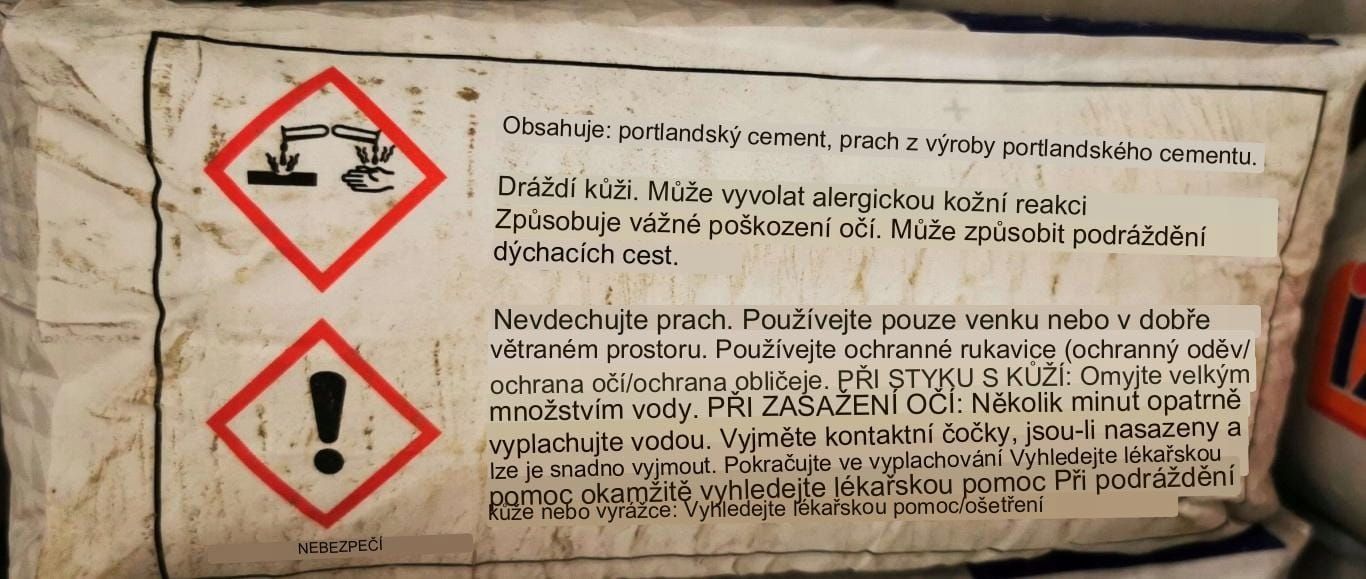 Obsahuje: portlandský cement, prach z výroby portlandského cementu.
Dráždí kůži. Může vyvolat alergickou kožní reakci
Způsobuje vážné poškození očí. Může způsobit podráždění
dýchacích cest.
Nevdechujte prach. Používejte pouze venku nebo v dobře
větraném prostoru. Používejte ochranné rukavice (ochranný oděv/
ochrana očí/ochrana obličeje. PŘI STYKU S KŮŽÍ: Omyjte velkým
množstvím vody. PŘI ZASAŽENÍ OČÍ: Několik minut opatrně
vyplachujte vodou. Vyjměte kontaktní čočky, jsou-li nasazeny a
lze je snadno vyjmout. Pokračujte ve vyplachování Vyhledejte lékařskou
pomoc okamžitě vyhledejte lékařskou pomoc Při podráždění
kůže nebo vyrážce: Vyhledejte lékařskou pomoc/ošetření
NEBEZPEČÍ